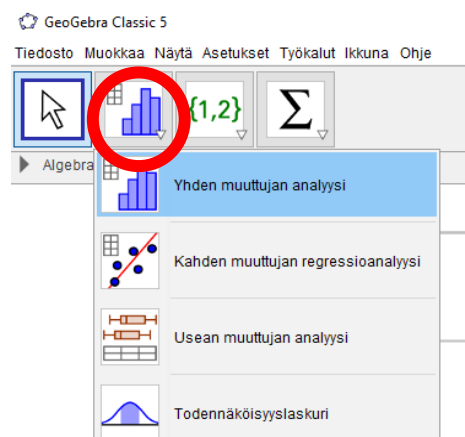 GeoGebra Classic 5
Tiedosto Muokkaa Näytä Asetukset Työkalut Ikkuna Ohje
{1,2} Σ
Algebra
Yhden muuttujan analyysi
Kahden muuttujan regressioanalyysi
Usean muuttujan analyysi
Todennäköisyyslaskuri